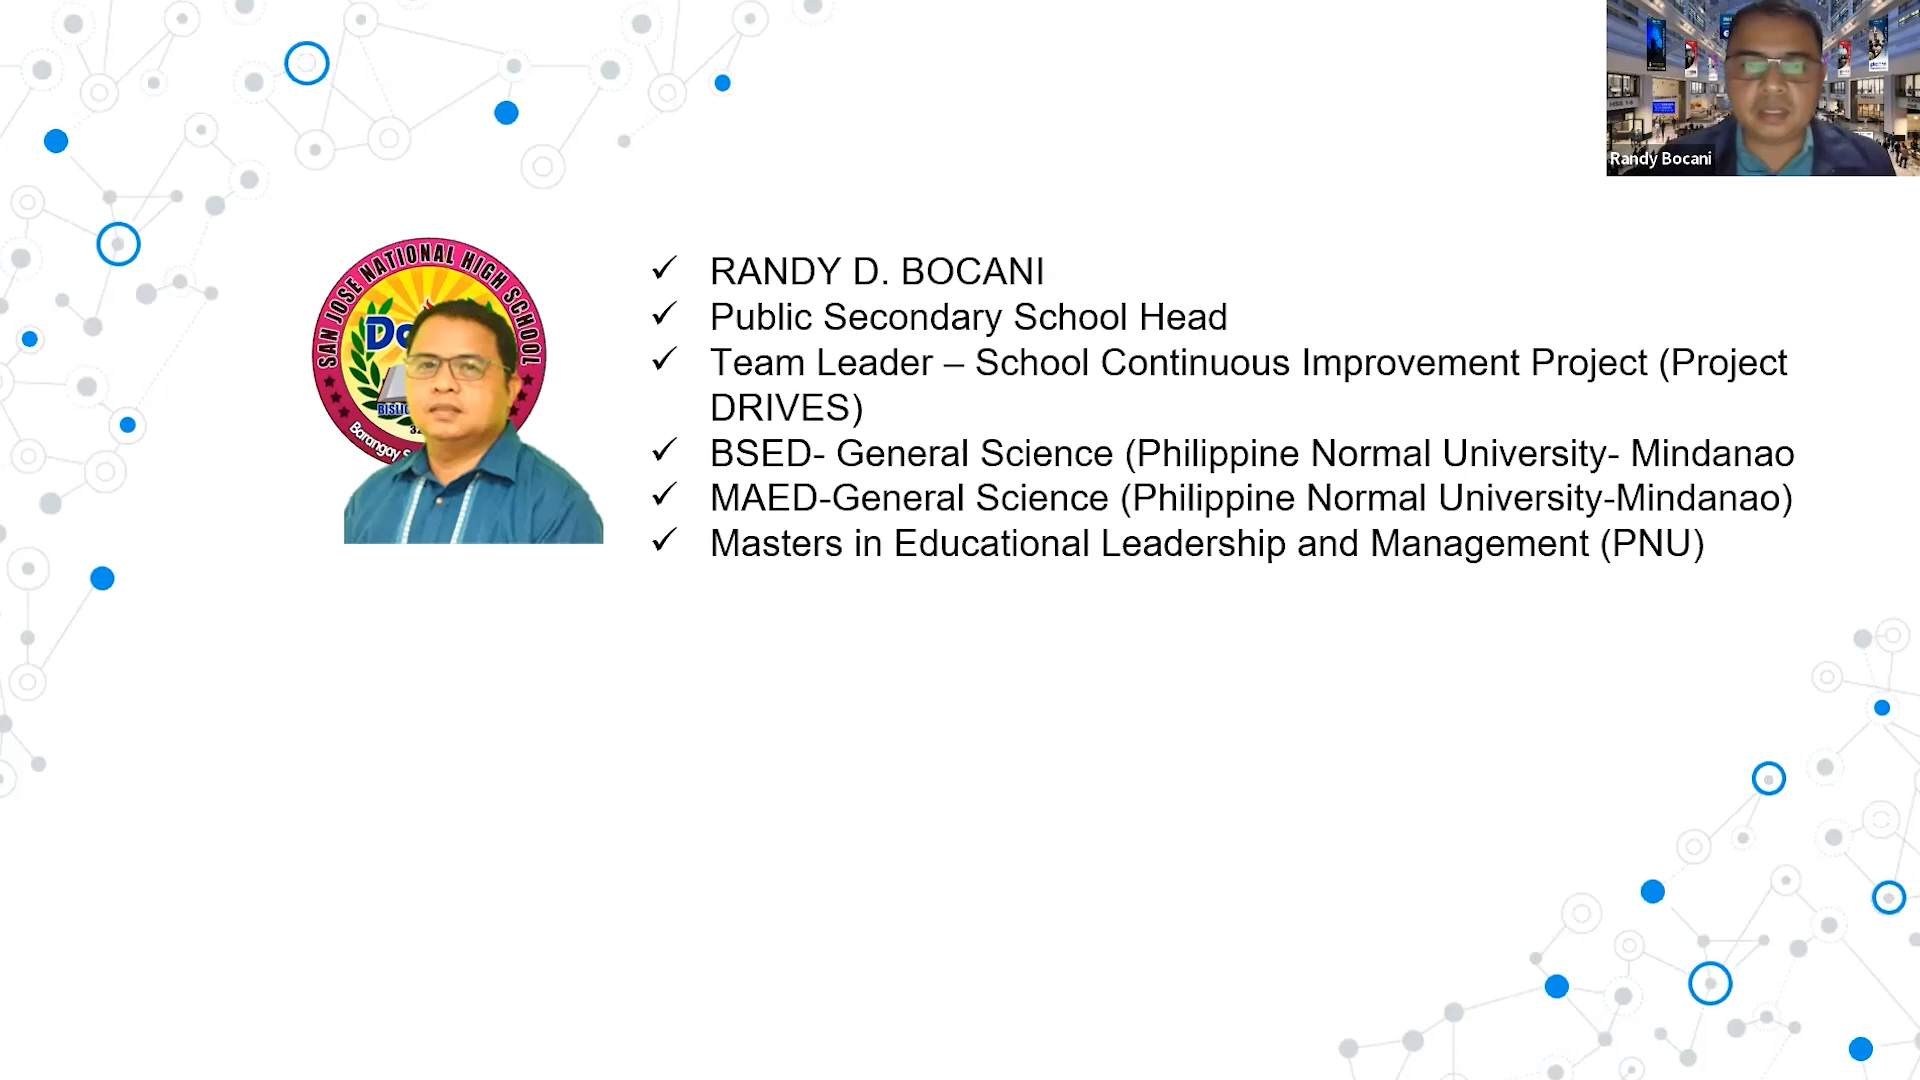 Randy Bocani
SAN JOSE NATIONAL HIGH SCHOOL
RANDY D. BOCANI
Public Secondary School Head
Team Leader – School Continuous Improvement Project (Project
DRIVES)
BSED- General Science (Philippine Normal University- Mindanao
MAED-General Science (Philippine Normal University-Mindanao)
Masters in Educational Leadership and Management (PNU)
Barangay